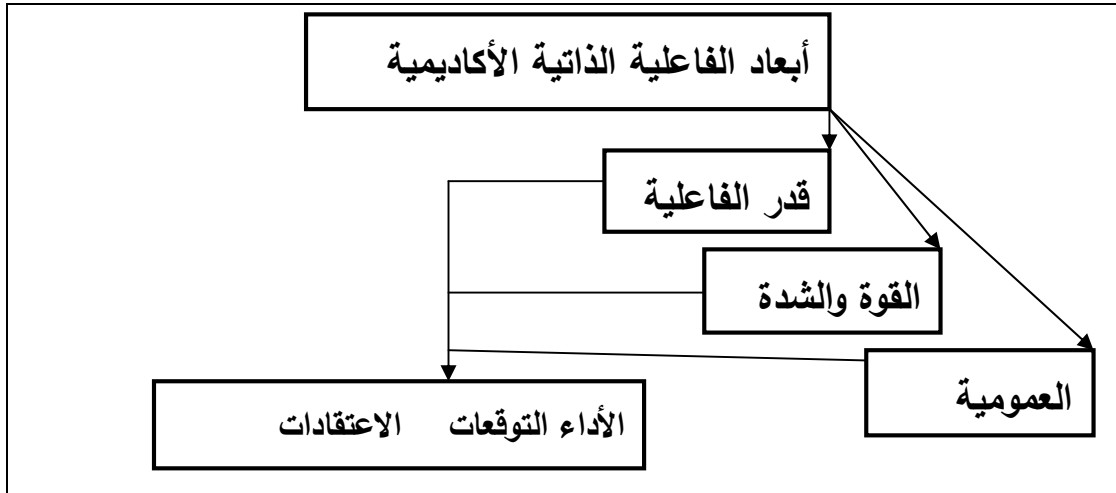 أبعاد الفاعلية الذاتية الأكاديمية
قدر الفاعلية
القوة والشدة
العمومية
الأداء التوقعات الاعتقادات